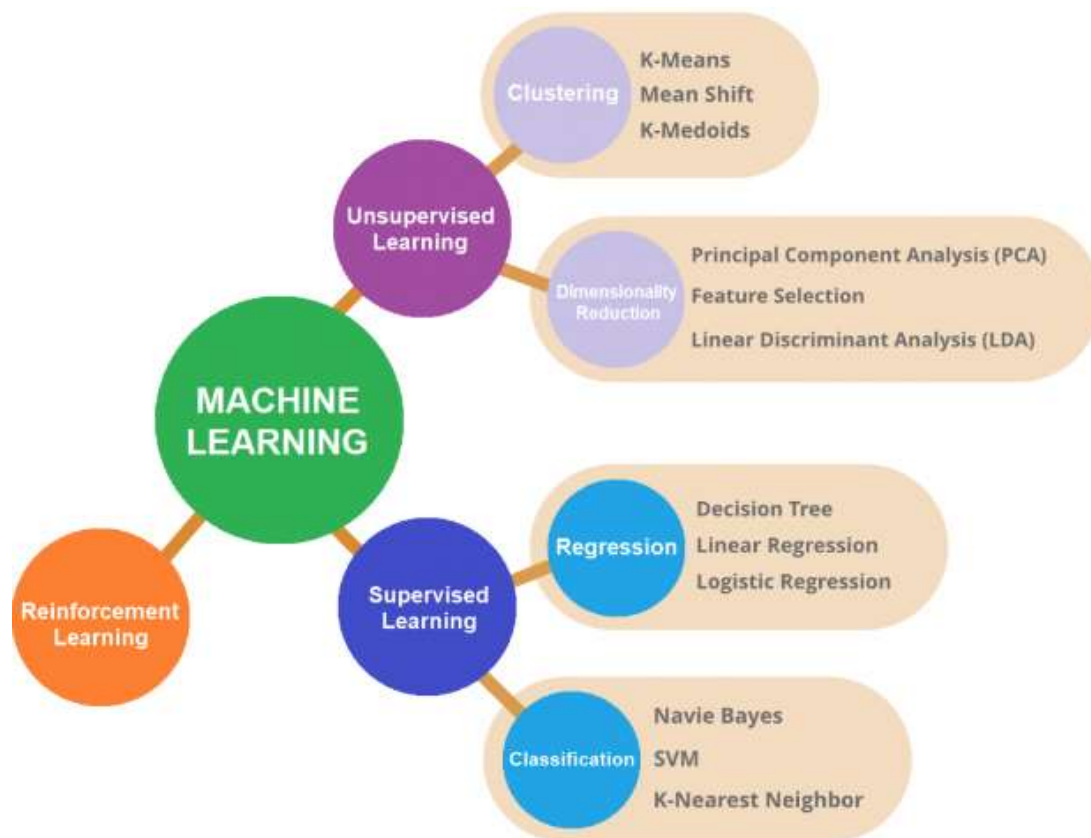 Clustering
K-Means
Mean Shift
K-Medoids
Unsupervised
Learning
Dimensionality
Reduction
Principal Component Analysis (PCA)
Feature Selection
Linear Discriminant Analysis (LDA)
MACHINE
LEARNING
Reinforcement
Learning
Supervised
Learning
Regression
Decision Tree
Linear Regression
Logistic Regression
Classification
Navie Bayes
SVM
K-Nearest Neighbor